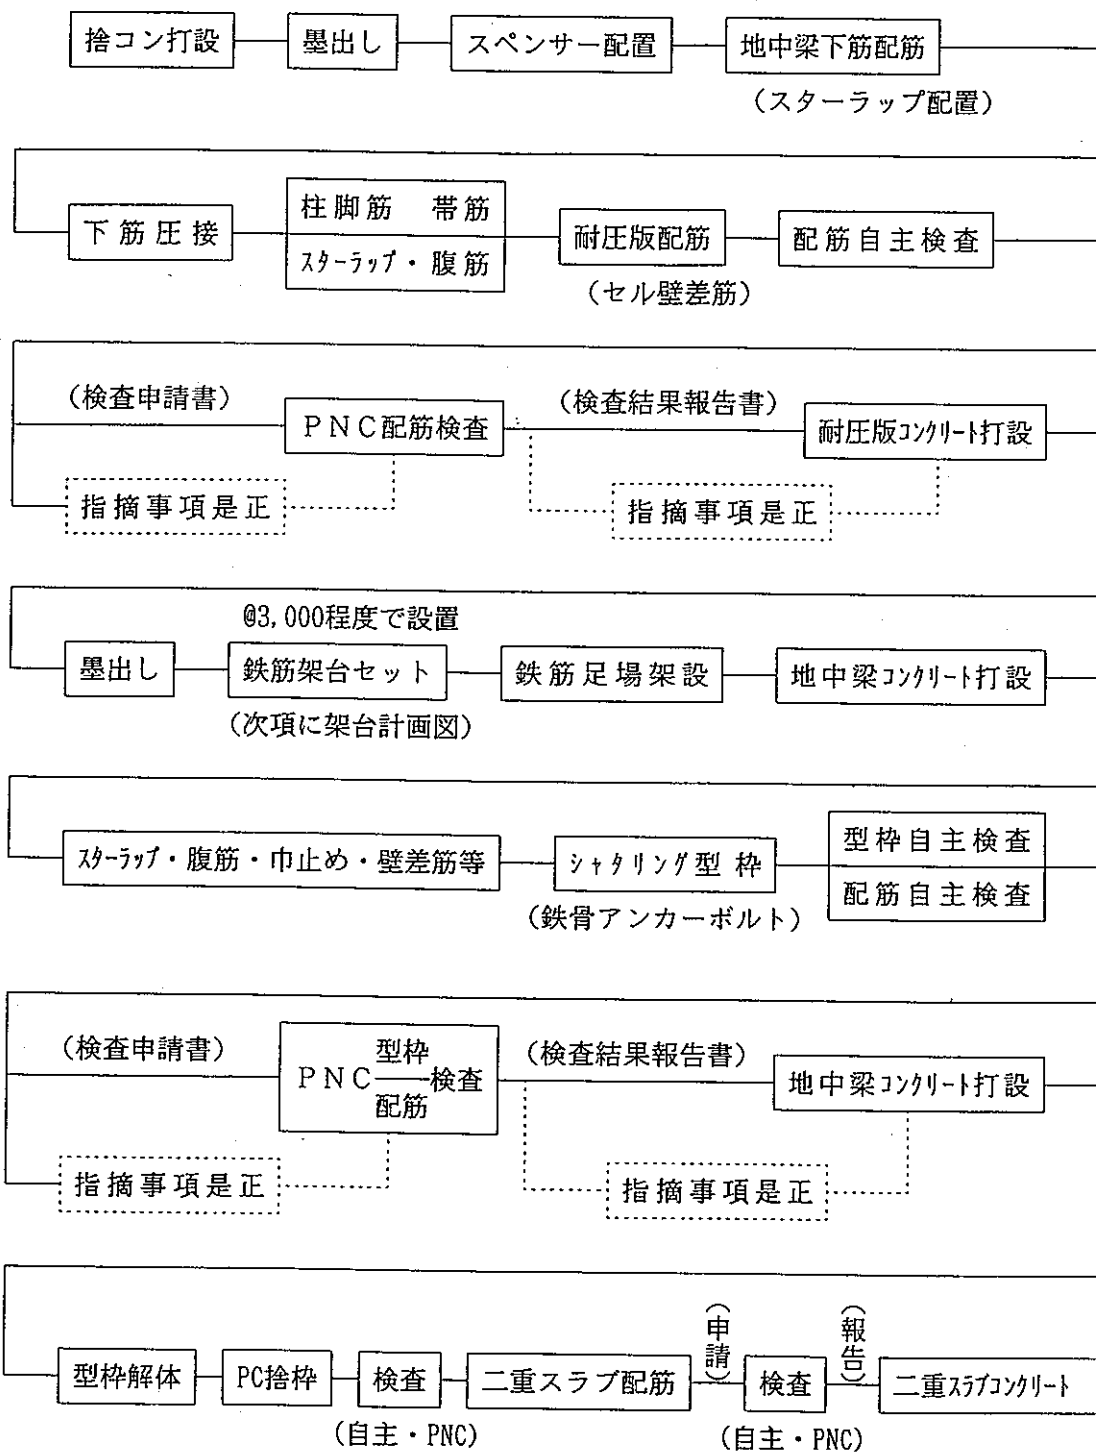 捨コン打設 墨出し スペンサー配置 地中梁下筋配筋
(スターラップ配置)
下筋圧接 柱脚筋 帯筋 スターラップ・腹筋 耐圧版配筋 配筋自主検査
(セル壁差筋)
(検査申請書) PNC配筋検査 (検査結果報告書) 耐圧版コンクリート打設
指摘事項是正 指摘事項是正
@3,000程度で設置
墨出し 鉄筋架台セット 鉄筋足場架設 地中梁コンクリート打設
(次項に架台計画図)
スターラップ・腹筋・巾止め・壁差筋等 シャタリング型枠 型枠自主検査 配筋自主検査
(鉄骨アンカーボルト)
(検査申請書) PNC 型枠 配筋 検査 (検査結果報告書) 地中梁コンクリート打設
指摘事項是正 指摘事項是正
型枠解体 PC捨枠 検査 二重スラブ配筋 (申請) 検査 (報告) 二重スラブコンクリート
(自主・PNC) (自主・PNC)